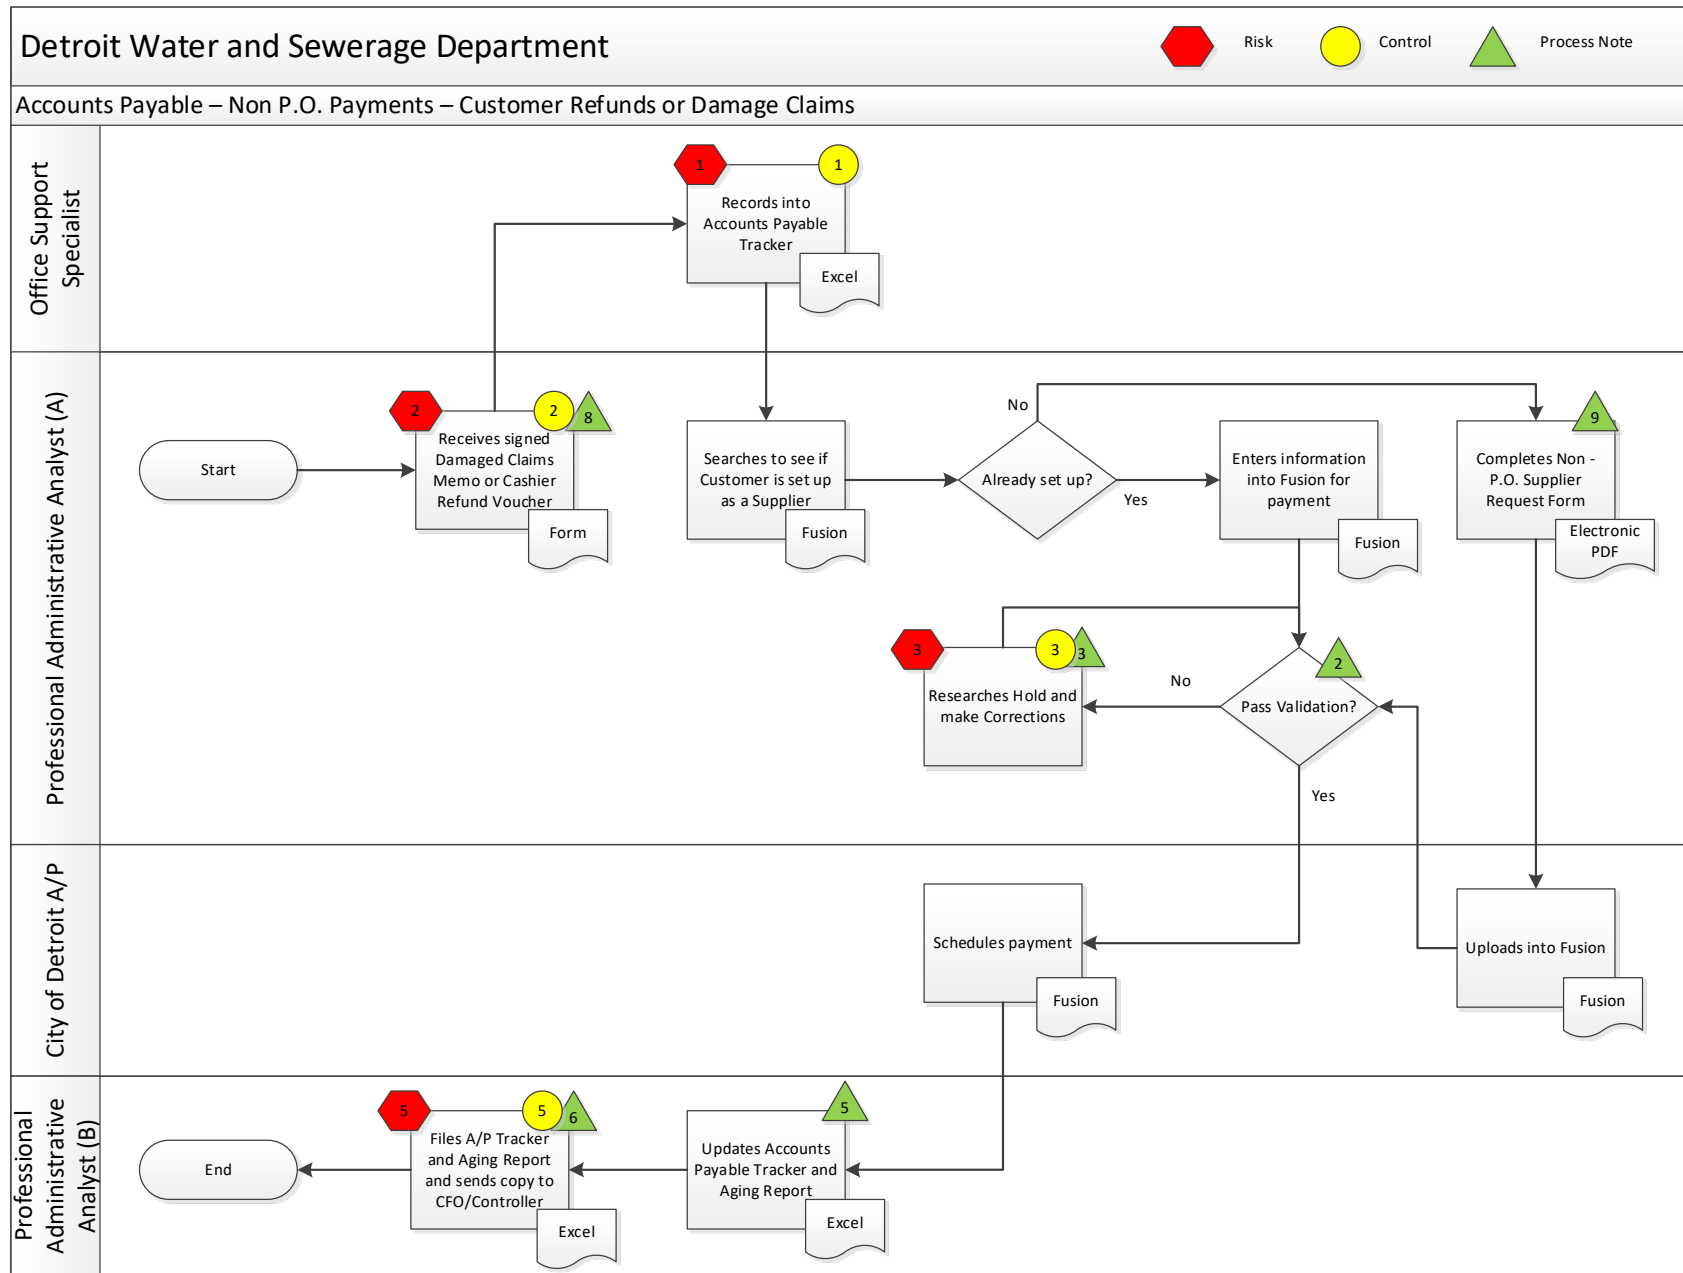 Detroit Water and Sewerage Department
Risk
Control
Process Note
Accounts Payable – Non P.O. Payments – Customer Refunds or Damage Claims
Office Support
Specialist
1
1
Records into
Accounts Payable
Tracker
Excel
Professional Administrative Analyst (A)
Start
2
2
8
Receives signed
Damaged Claims
Memo or Cashier
Refund Voucher
Form
Searches to see if
Customer is set up
as a Supplier
Fusion
Already set up?
No
Yes
Enters information
into Fusion for
payment
Fusion
9
Completes Non -
P.O. Supplier
Request Form
Electronic
PDF
3
3
3
Researches Hold and
make Corrections
No
2
Pass Validation?
Yes
City of Detroit A/P
Schedules payment
Fusion
Uploads into Fusion
Fusion
Professional
Administrative
Analyst (B)
End
5
5
6
Files A/P Tracker
and Aging Report
and sends copy to
CFO/Controller
Excel
5
Updates Accounts
Payable Tracker and
Aging Report
Excel